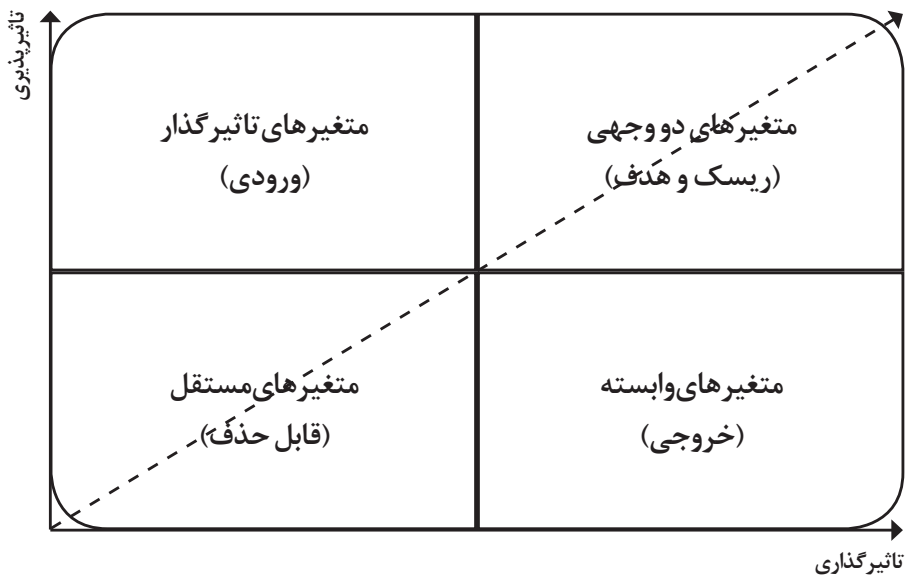 تاثیرپذیری
متغیرهای دو وجهی
(ریسک و هدف)
متغیرهای تاثیرگذار
(ورودی)
متغیرهای وابسته
(خروجی)
متغیرهای مستقل
(قابل حذف)
تاثیرگذاری